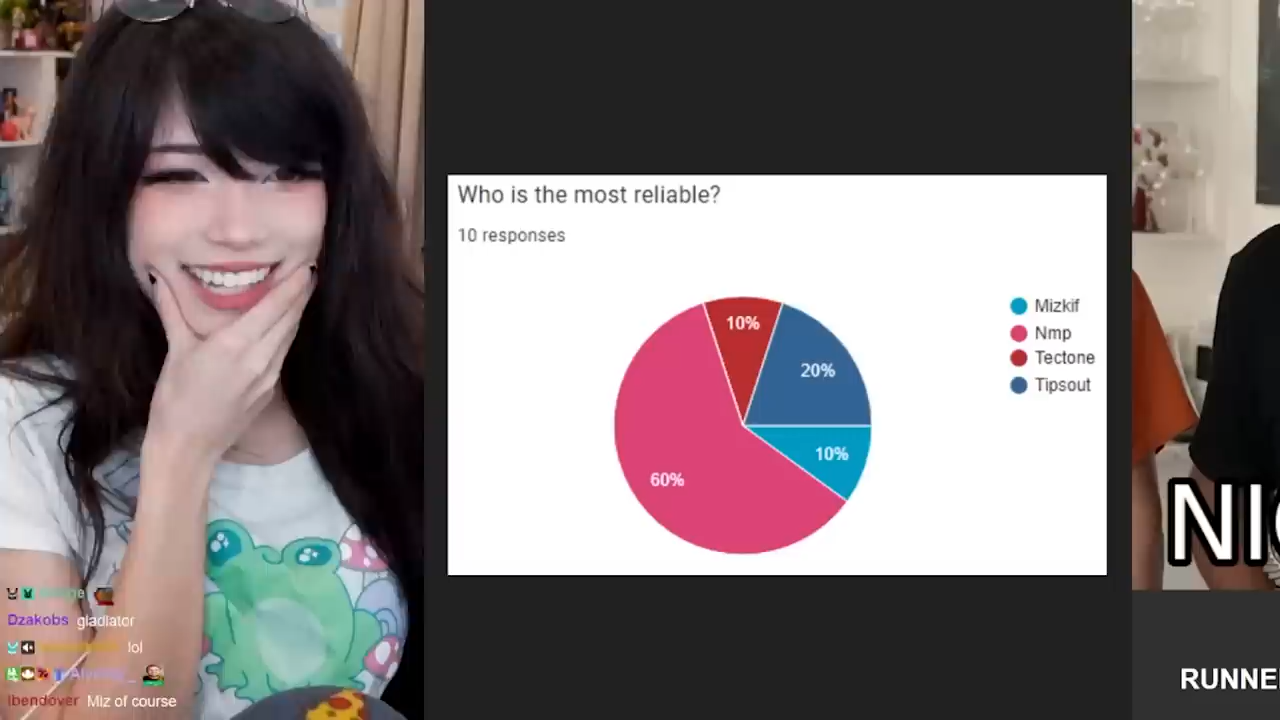 Who is the most reliable?
10 responses
10%
20%
10%
60%
Mizkif
Nmp
Tectone
Tipsout
Dzakobs gladiator
lol
lbendover Miz of course
NI
RUNNE